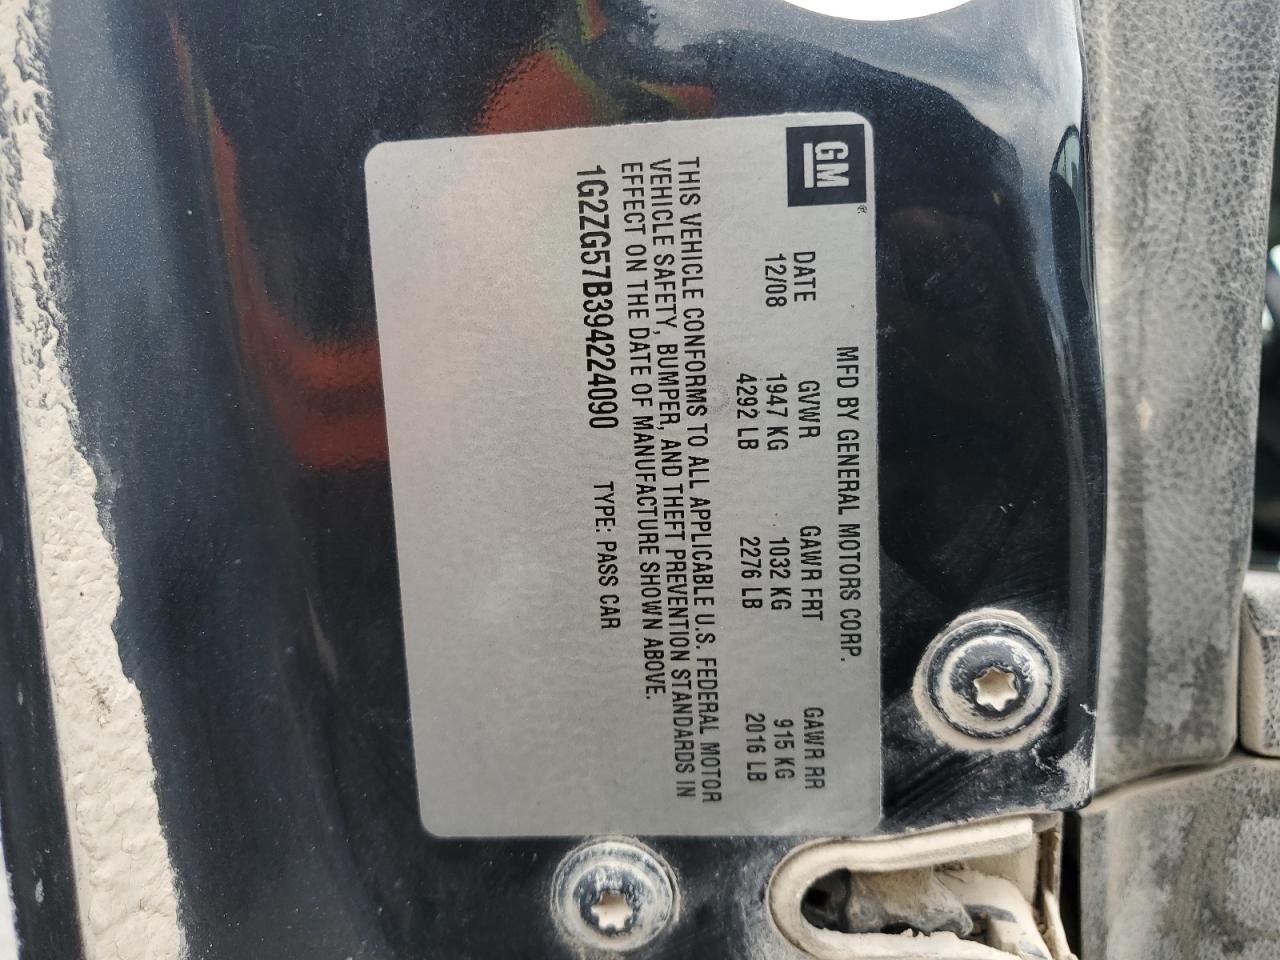 GM®
MFD BY GENERAL MOTORS CORP.
DATE GVWR GAWR FRT GAWR RR
12/08 1947 KG 1032 KG 915 KG
4292 LB 2276 LB 2016 LB
THIS VEHICLE CONFORMS TO ALL APPLICABLE U.S. FEDERAL MOTOR
VEHICLE SAFETY, BUMPER, AND THEFT PREVENTION STANDARDS IN
EFFECT ON THE DATE OF MANUFACTURE SHOWN ABOVE.
1G2ZG57B394224090 TYPE: PASS CAR